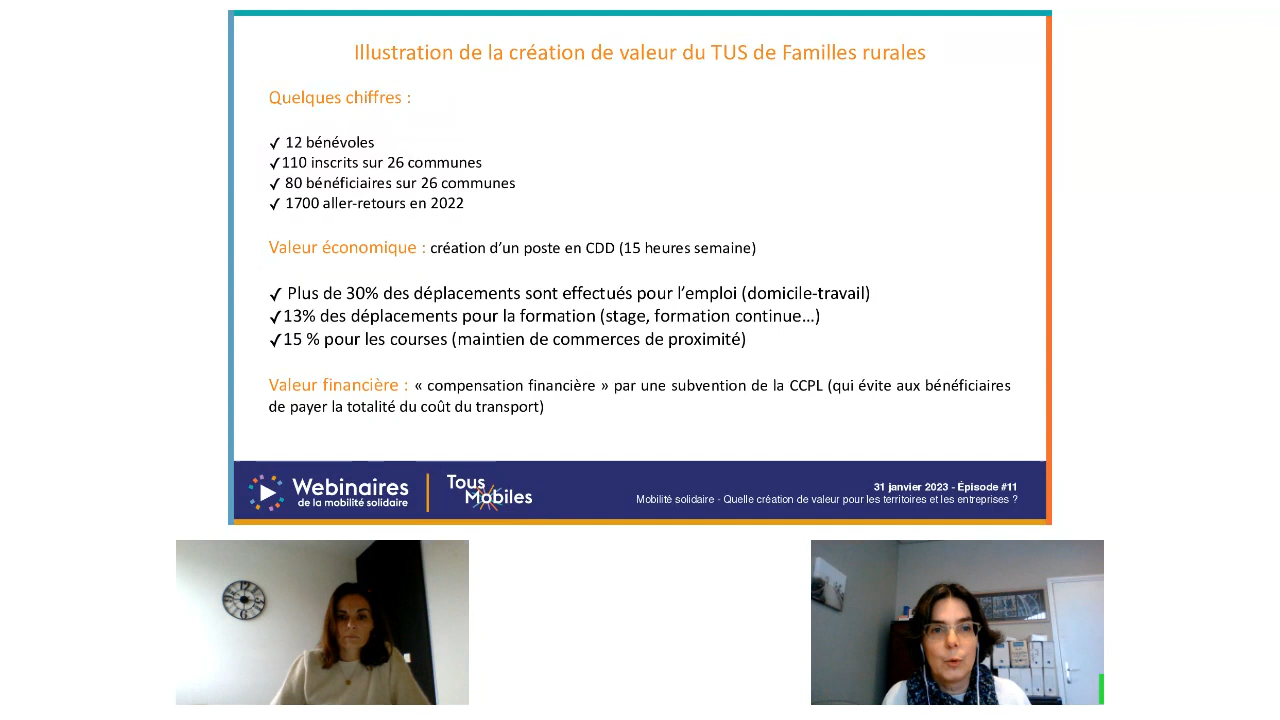 Illustration de la création de valeur du TUS de Familles rurales
Quelques chiffres :
✓ 12 bénévoles
✓110 inscrits sur 26 communes
✓ 80 bénéficiaires sur 26 communes
✓ 1700 aller-retours en 2022
Valeur économique : création d’un poste en CDD (15 heures semaine)
✓ Plus de 30% des déplacements sont effectués pour l’emploi (domicile-travail)
✓13% des déplacements pour la formation (stage, formation continue…)
✓15 % pour les courses (maintien de commerces de proximité)
Valeur financière : « compensation financière » par une subvention de la CCPL (qui évite aux bénéficiaires
de payer la totalité du coût du transport)
Webinaires
de la mobilité solidaire
Tous
Mobiles
31 janvier 2023 - Épisode #11
Mobilité solidaire - Quelle création de valeur pour les territoires et les entreprises ?
12
6